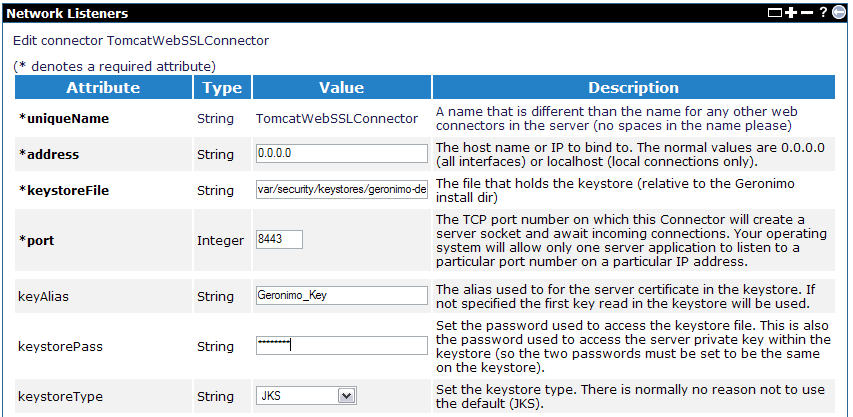 Network Listeners
Edit connector TomcatWebSSLConnector
(* denotes a required attribute)
Attribute Type Value Description
*uniqueName String TomcatWebSSLConnector A name that is different than the name for any other web
connectors in the server (no spaces in the name please)
*address String 0.0.0.0 The host name or IP to bind to. The normal values are 0.0.0.0
(all interfaces) or localhost (local connections only).
*keystoreFile String var/security/keystores/geronimo-de The file that holds the keystore (relative to the Geronimo
install dir)
The TCP port number on which this Connector will create a
server socket and await incoming connections. Your operating
*port Integer 8443 system will allow only one server application to listen to a
particular port number on a particular IP address.
keyAlias String Geronimo_Key The alias used to for the server certificate in the keystore. If
not specified the first key read in the keystore will be used.
Set the password used to access the keystore file. This is also
keystorePass String ******** the password used to access the server private key within the
keystore (so the two passwords must be set to be the same
on the keystore).
keystoreType String JKS Set the keystore type. There is normally no reason not to use
the default (JKS).